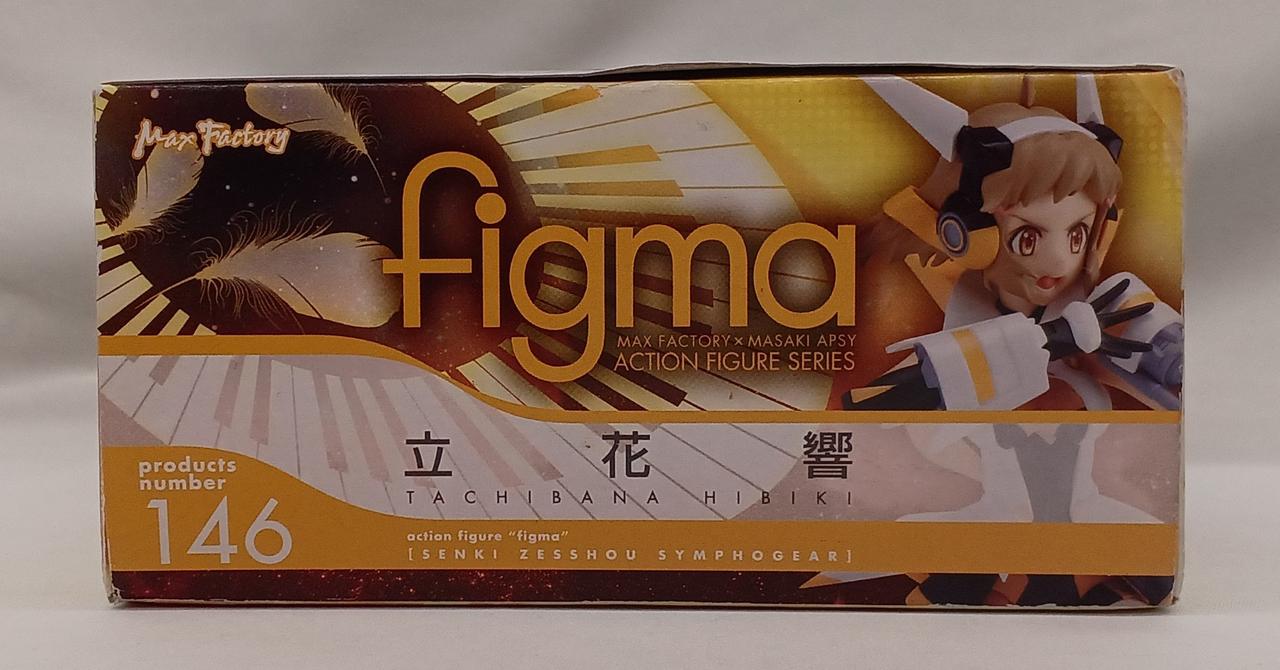 Max Factory
figma
MAX FACTORY×MASAKI APSY
ACTION FIGURE SERIES
立花響
TACHIBANA HIBIKI
products
number
146
action figure "figma"
[SENKI ZESSHOU SYMPHOGEAR]